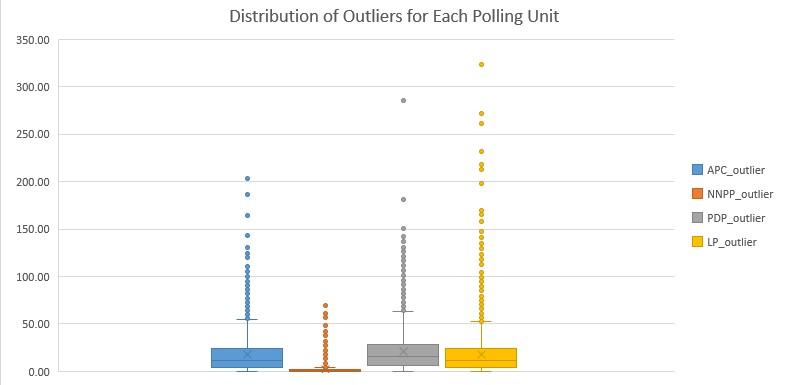 Distribution of Outliers for Each Polling Unit
350.00
300.00
250.00
200.00
150.00
100.00
50.00
0.00
APC_outlier
NNPP_outlier
PDP_outlier
LP_outlier